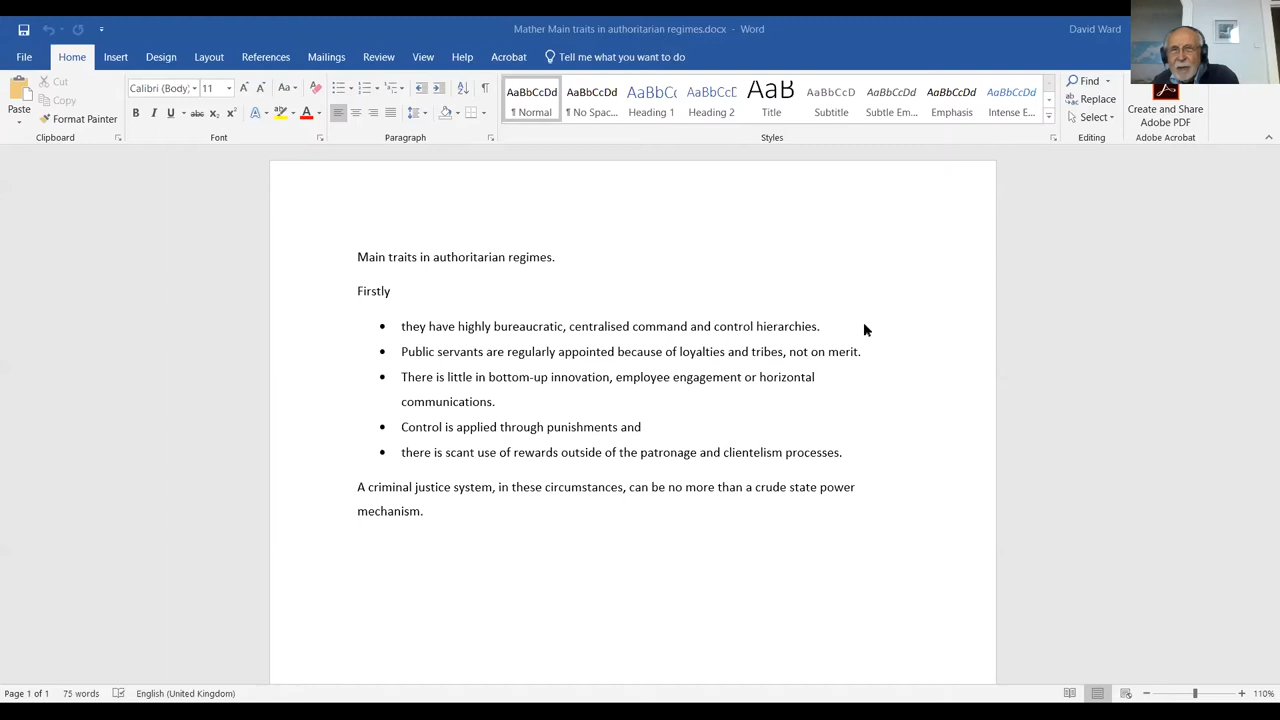 Mather Main traits in authoritarian regimes.docx - Word
David Ward
File Home Insert Design Layout References Mailings Review View Help Acrobat Tell me what you want to do
Cut
Copy
Format Painter
Paste
Calibri (Body) 11
Aa
B I U abc X₂ X²
A A
AaBbCcDd AaBbCcDd AaBbCc AaBbCcC AaB AaBbCcD AaBbCcDd AaBbCcDd AaBbCcDd
¶ Normal ¶ No Spac... Heading 1 Heading 2 Title Subtitle Subtle Em... Emphasis Intense E...
Find
Replace
Select
Create and Share
Adobe PDF
Clipboard Font Paragraph Styles Editing Adobe Acrobat
Main traits in authoritarian regimes.
Firstly
• they have highly bureaucratic, centralised command and control hierarchies.
• Public servants are regularly appointed because of loyalties and tribes, not on merit.
• There is little in bottom-up innovation, employee engagement or horizontal
communications.
• Control is applied through punishments and
• there is scant use of rewards outside of the patronage and clientelism processes.
A criminal justice system, in these circumstances, can be no more than a crude state power
mechanism.
Page 1 of 1 75 words English (United Kingdom) 110%